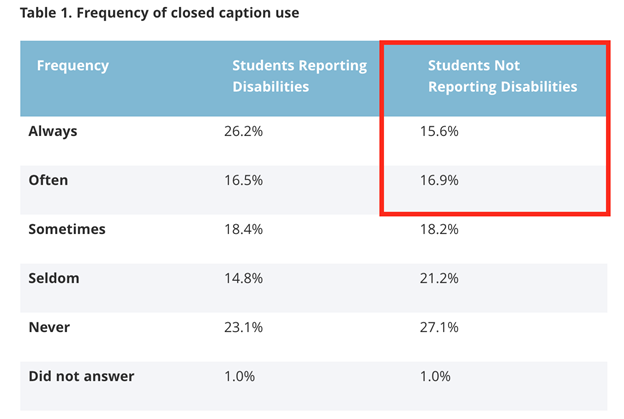 Table 1. Frequency of closed caption use
Frequency Students Reporting Disabilities Students Not Reporting Disabilities
Always 26.2% 15.6%
Often 16.5% 16.9%
Sometimes 18.4% 18.2%
Seldom 14.8% 21.2%
Never 23.1% 27.1%
Did not answer 1.0% 1.0%